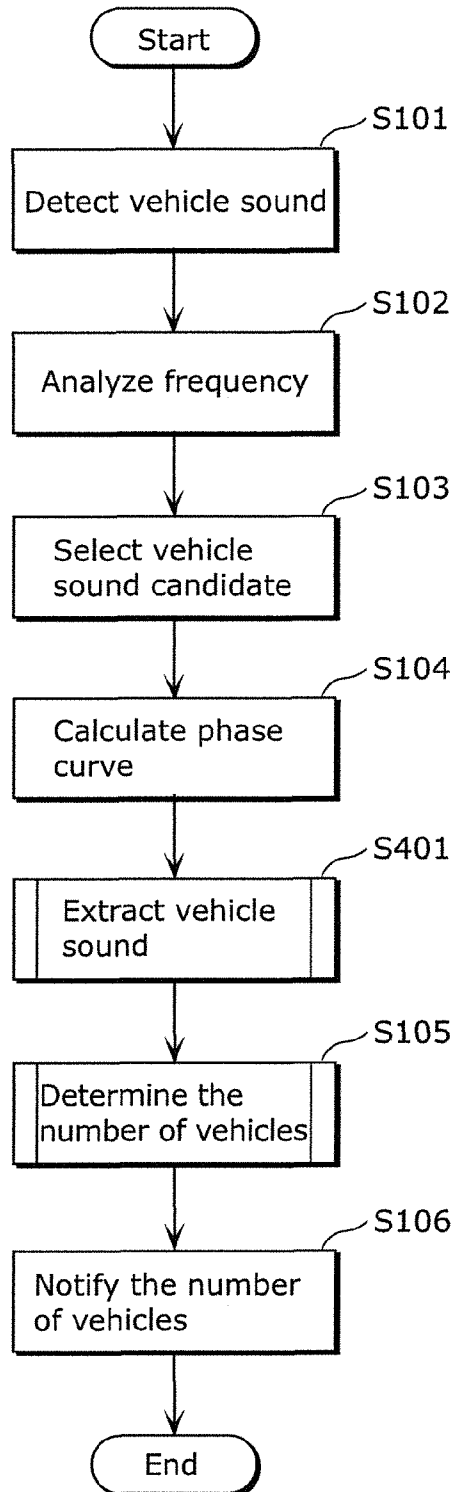 Start
S101
Detect vehicle sound
S102
Analyze frequency
S103
Select vehicle
sound candidate
S104
Calculate phase
curve
S401
Extract vehicle
sound
S105
Determine the
number of vehicles
S106
Notify the number
of vehicles
End